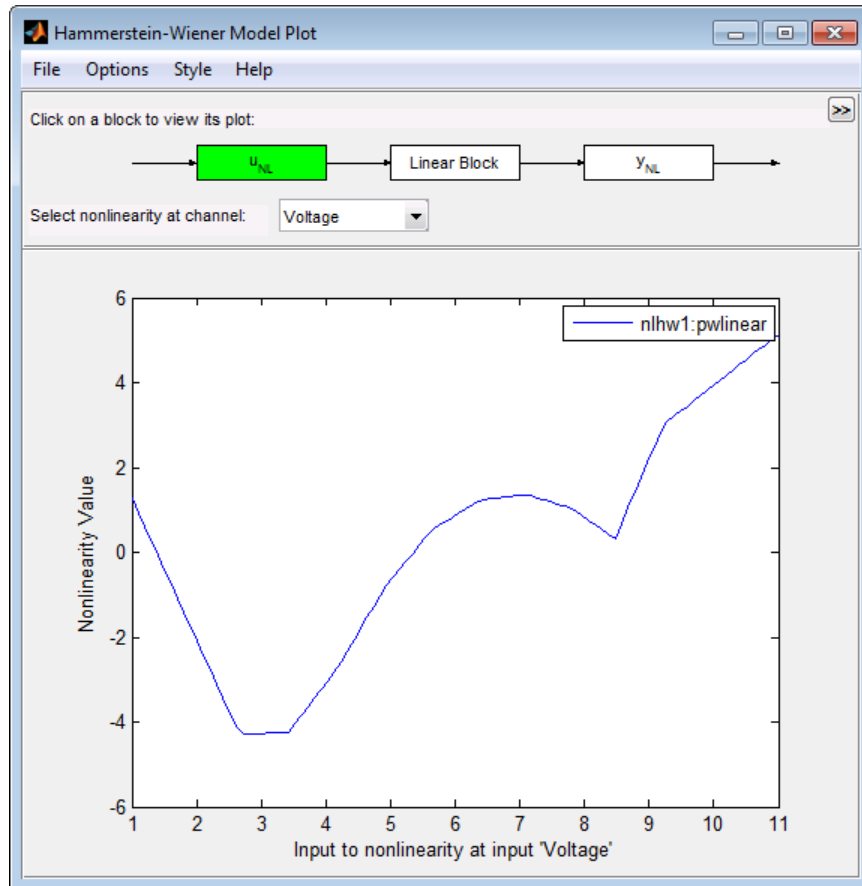 Hammerstein-Wiener Model Plot
File Options Style Help
Click on a block to view its plot:
>>
uNL
Linear Block
yNL
Select nonlinearity at channel:
Voltage
nlhw1:pwlinear
6
4
2
0
-2
-4
-6
Nonlinearity Value
1 2 3 4 5 6 7 8 9 10 11
Input to nonlinearity at input 'Voltage'